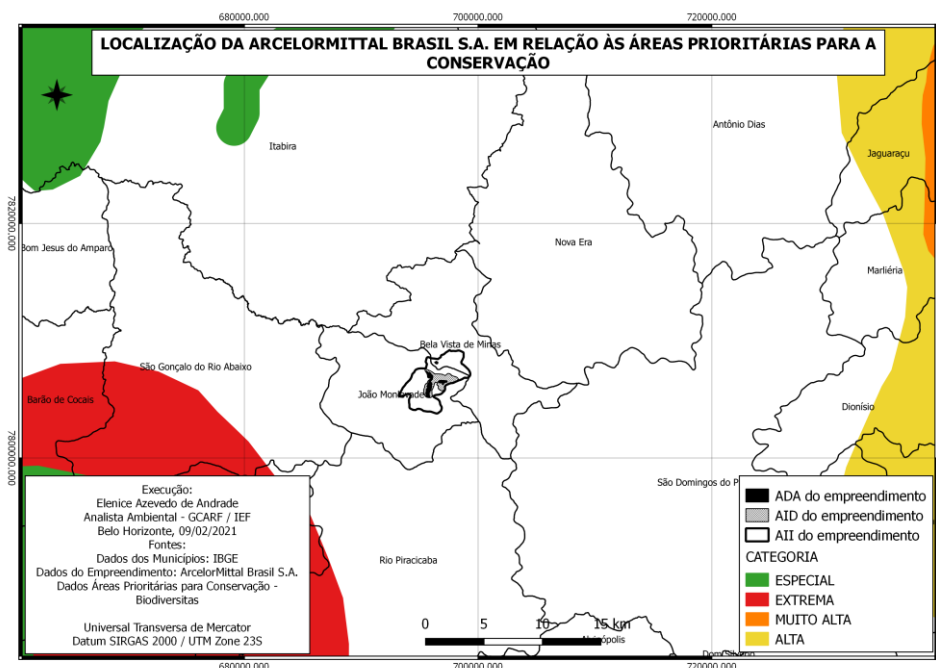 680000.000
700000.000
720000.000
LOCALIZAÇÃO DA ARCELORMITTAL BRASIL S.A. EM RELAÇÃO ÀS ÁREAS PRIORITÁRIAS PARA A
CONSERVAÇÃO
Antônio Dias
Itabira
Jaguaraçu
7820000.000
Bom Jesus do Amparo
Nova Era
Marliéria
Bela Vista de Minas
São Gonçalo do Rio Abaixo
João Monlevade
Barão de Cocais
Dionísio
7800000.000
São Domingos do P
Rio Piracicaba
Execução:
Elenice Azevedo de Andrade
Analista Ambiental - GCARF / IEF
Belo Horizonte, 09/02/2021
Fontes:
Dados dos Municípios: IBGE
Dados do Empreendimento: ArcelorMittal Brasil S.A.
Dados Áreas Prioritárias para Conservação -
Biodiversitas
Universal Transversa de Mercator
Datum SIRGAS 2000 / UTM Zone 23S
ADA do empreendimento
AID do empreendimento
AII do empreendimento
CATEGORIA
ESPECIAL
EXTREMA
MUITO ALTA
ALTA
0 5 10 15 km
680000.000
700000.000
720000.000